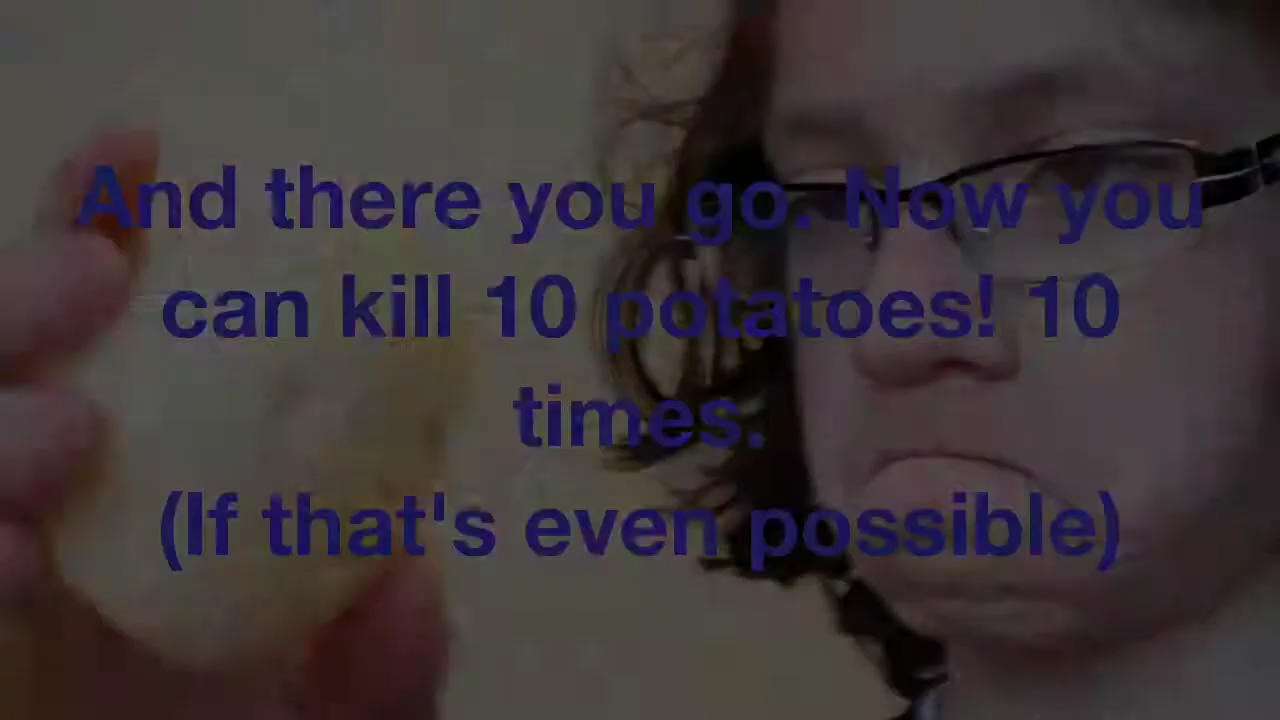 And there you go. Now you
can kill 10 potatoes! 10
times.
(If that's even possible)